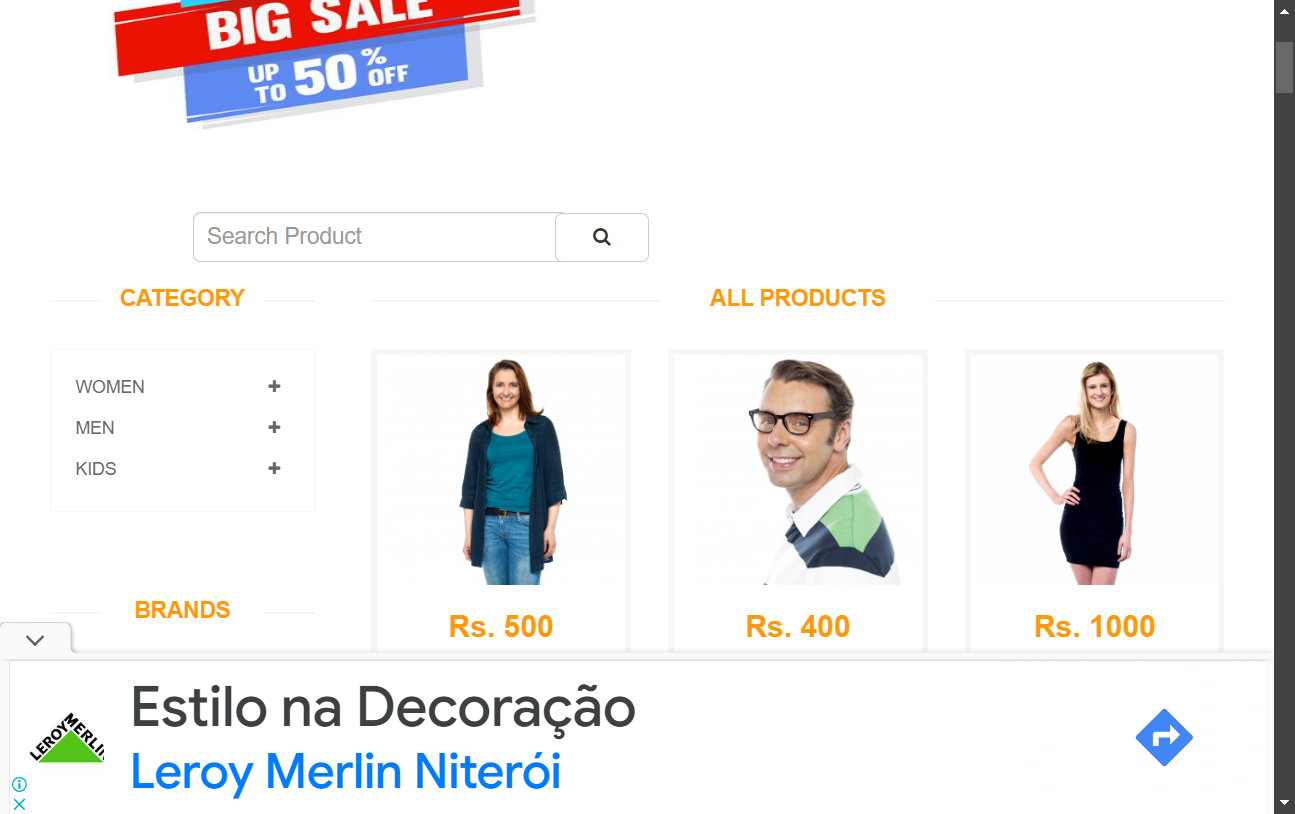 BIG SALE
UP TO 50% OFF
Search Product
CATEGORY
ALL PRODUCTS
WOMEN
MEN
KIDS
BRANDS
Rs. 500
Rs. 400
Rs. 1000
LEROY MERLIN
Estilo na Decoração
Leroy Merlin Niterói